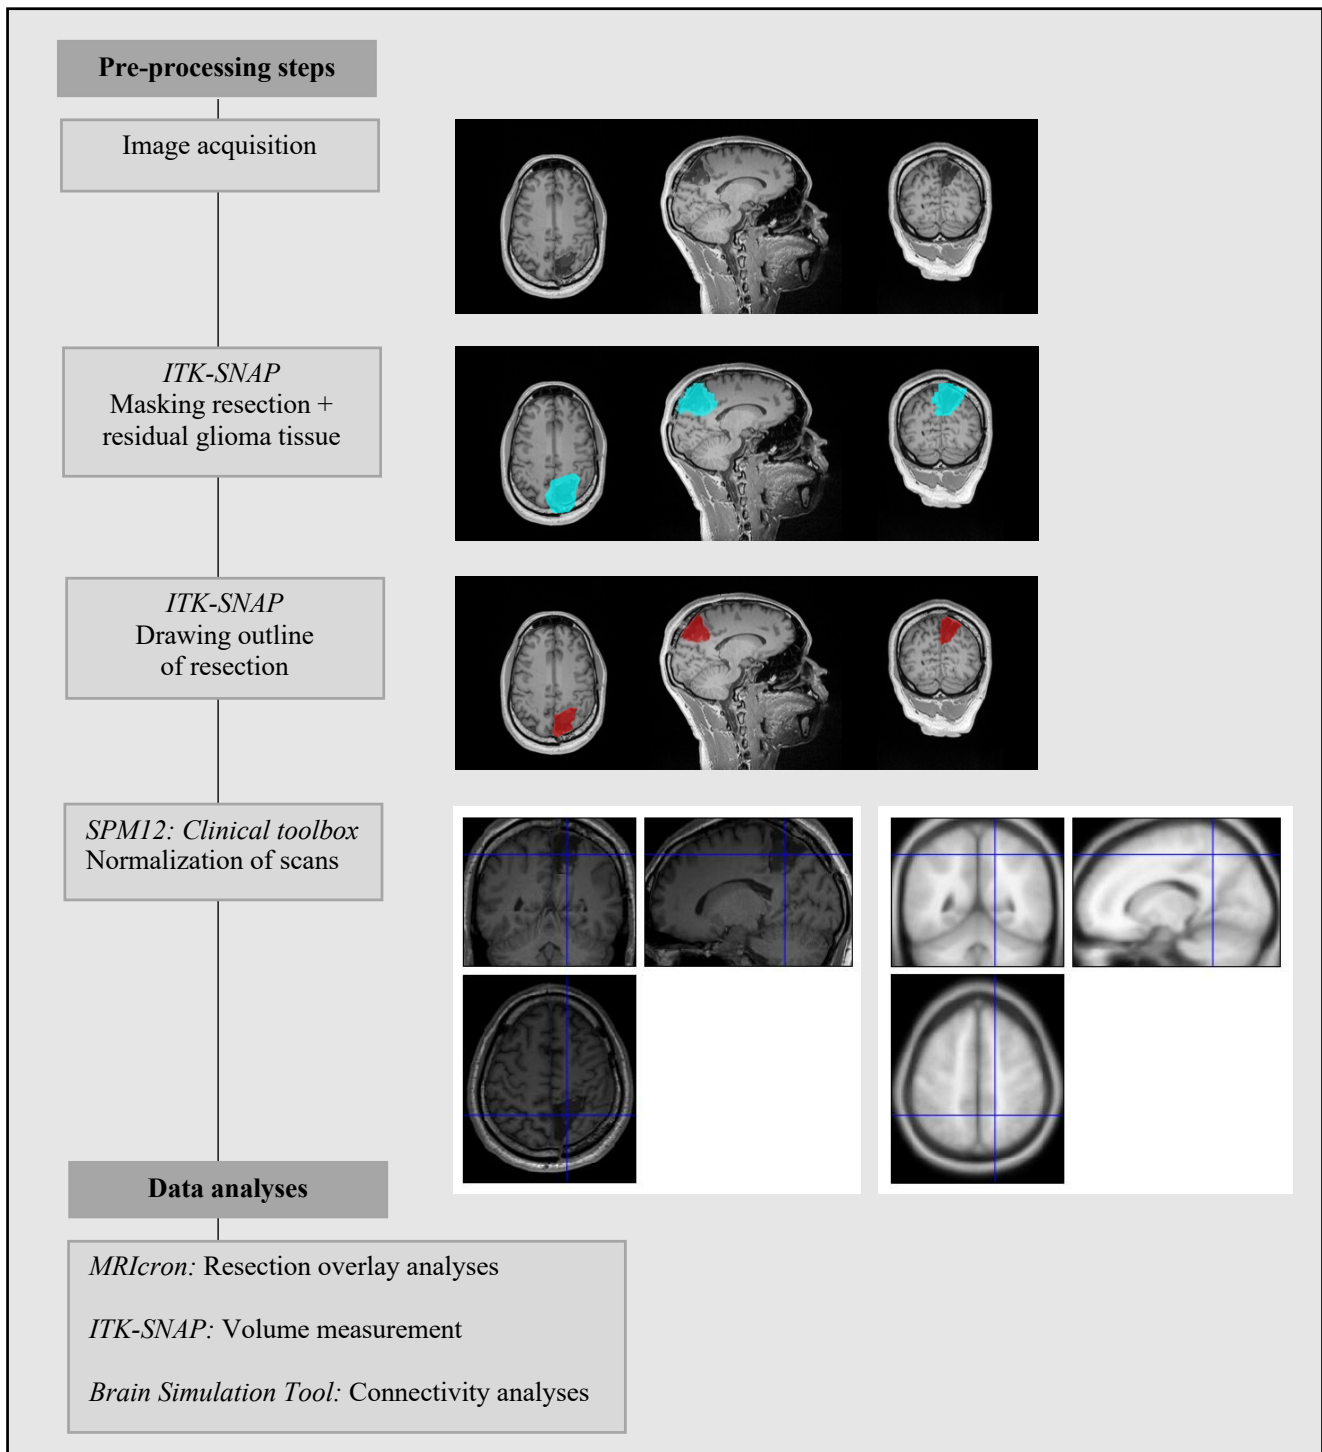 Pre-processing steps
Image acquisition
ITK-SNAP
Masking resection +
residual glioma tissue
ITK-SNAP
Drawing outline
of resection
SPM12: Clinical toolbox
Normalization of scans
Data analyses
MRIcron: Resection overlay analyses
ITK-SNAP: Volume measurement
Brain Simulation Tool: Connectivity analyses